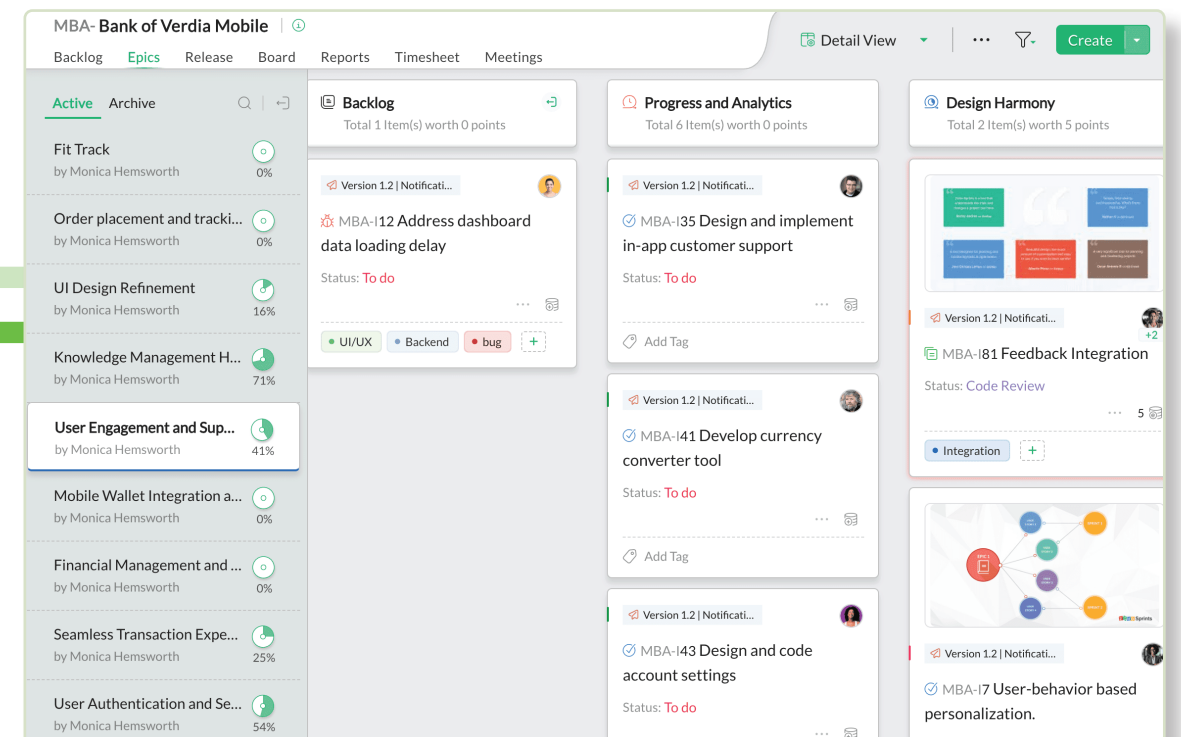 MBA- Bank of Verdia Mobile
Backlog Epics Release Board Reports Timesheet Meetings
Detail View
Create
Active Archive
Fit Track
by Monica Hemsworth
0%
Order placement and tracki...
by Monica Hemsworth
0%
UI Design Refinement
by Monica Hemsworth
16%
Knowledge Management H...
by Monica Hemsworth
71%
User Engagement and Sup...
by Monica Hemsworth
41%
Mobile Wallet Integration a...
by Monica Hemsworth
0%
Financial Management and ...
by Monica Hemsworth
0%
Seamless Transaction Expe...
by Monica Hemsworth
25%
User Authentication and Se...
by Monica Hemsworth
54%
Backlog
Total 1 Item(s) worth 0 points
Version 1.2 | Notificati...
MBA-I12 Address dashboard
data loading delay
Status: To do
UI/UX Backend bug +
Progress and Analytics
Total 6 Item(s) worth 0 points
Version 1.2 | Notificati...
MBA-I35 Design and implement
in-app customer support
Status: To do
Add Tag
Version 1.2 | Notificati...
MBA-I41 Develop currency
converter tool
Status: To do
Add Tag
Version 1.2 | Notificati...
MBA-I43 Design and code
account settings
Status: To do
Design Harmony
Total 2 Item(s) worth 5 points
Version 1.2 | Notificati...
+2
MBA-I81 Feedback Integration
Status: Code Review
5
Integration +
EPIC 1
Sprints
Version 1.2 | Notificati...
MBA-I7 User-behavior based
personalization.